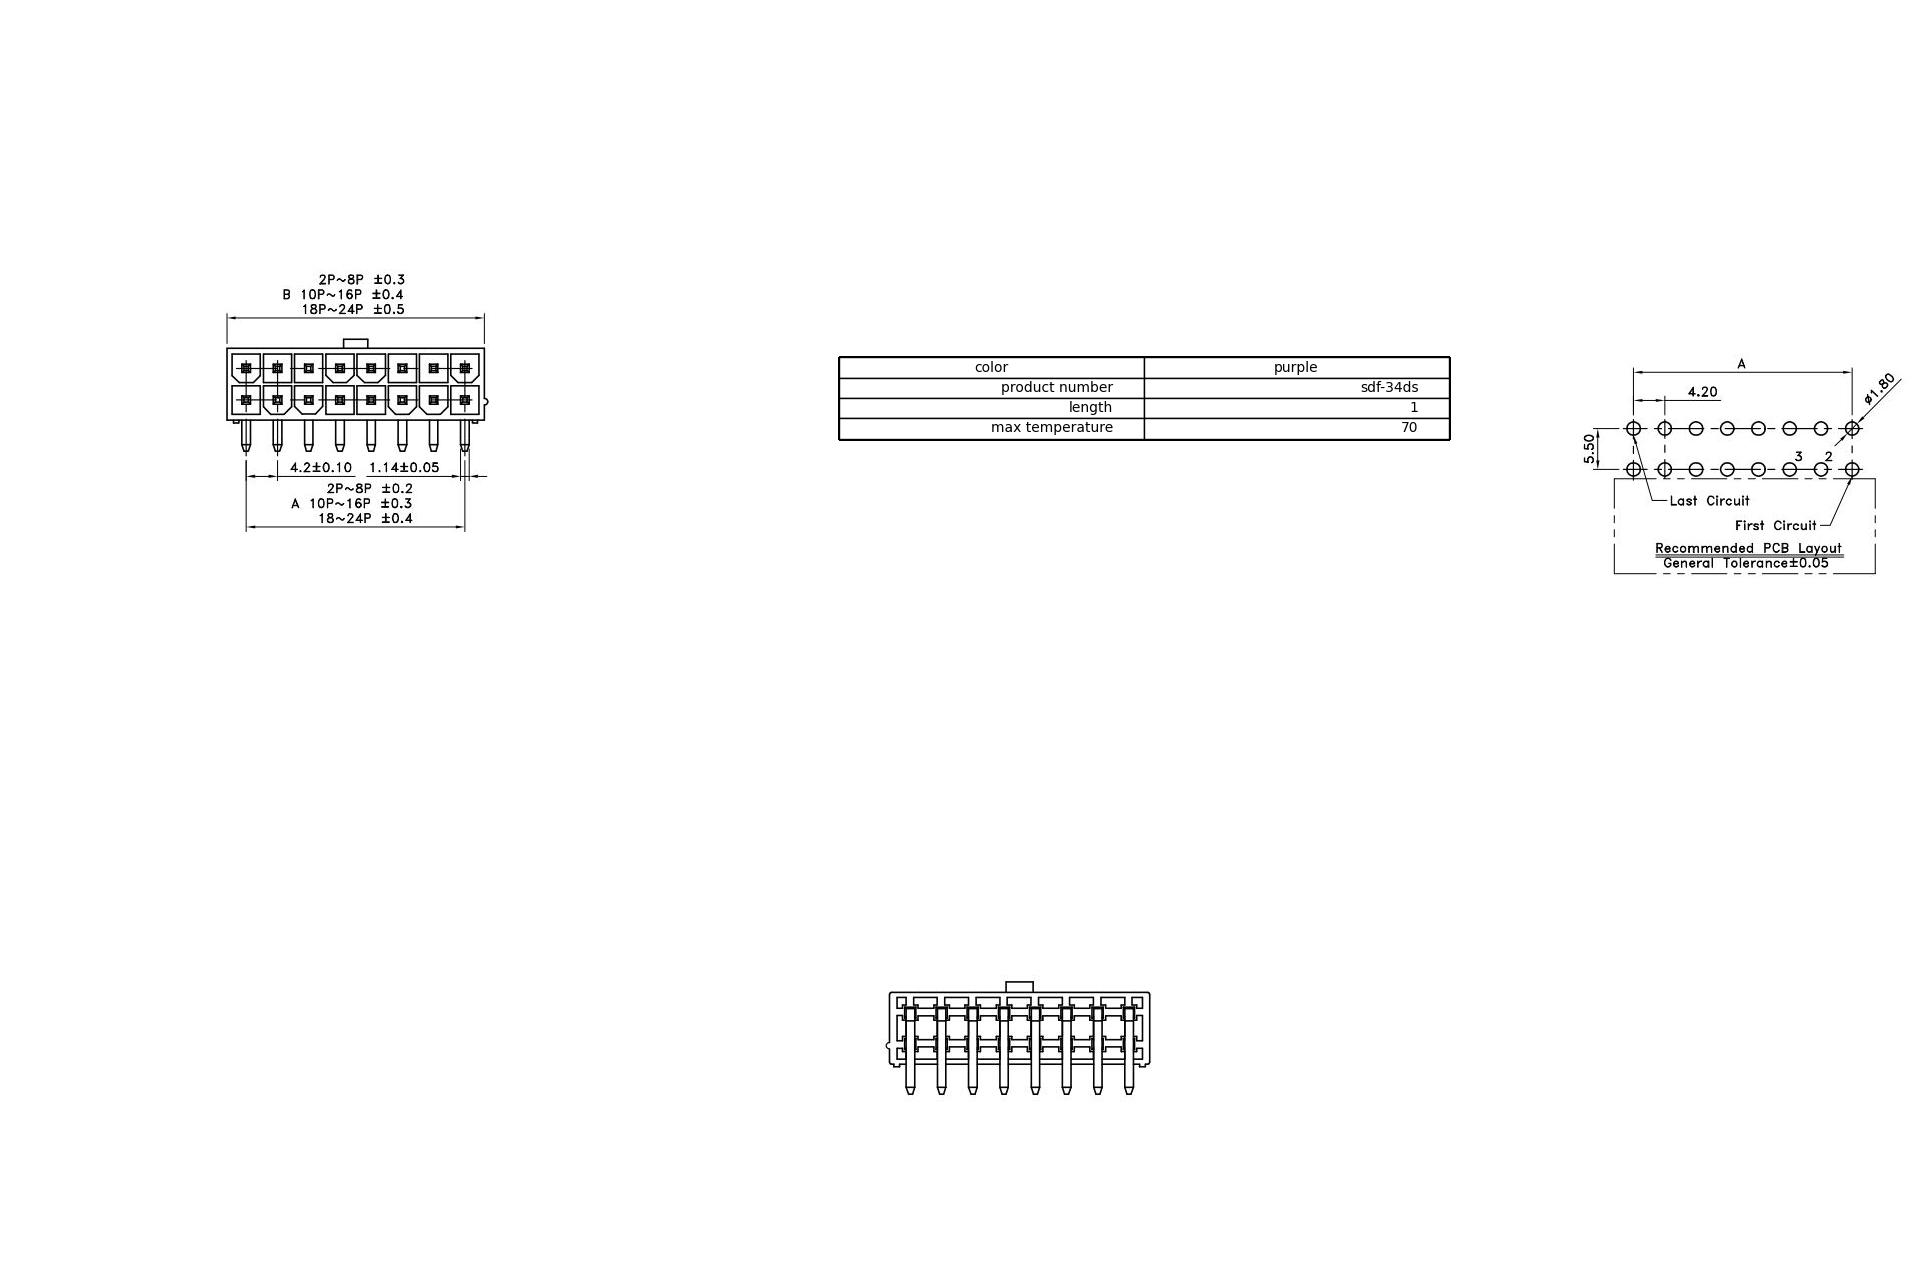 2P~8P ±0.3
B 10P~16P ±0.4
18P~24P ±0.5
4.2±0.10 1.14±0.05
2P~8P ±0.2
A 10P~16P ±0.3
18~24P ±0.4
color purple
product number sdf-34ds
length 1
max temperature 70
A
4.20
ø1.80
5.50
3 2
Last Circuit
First Circuit
Recommended PCB Layout
General Tolerance±0.05